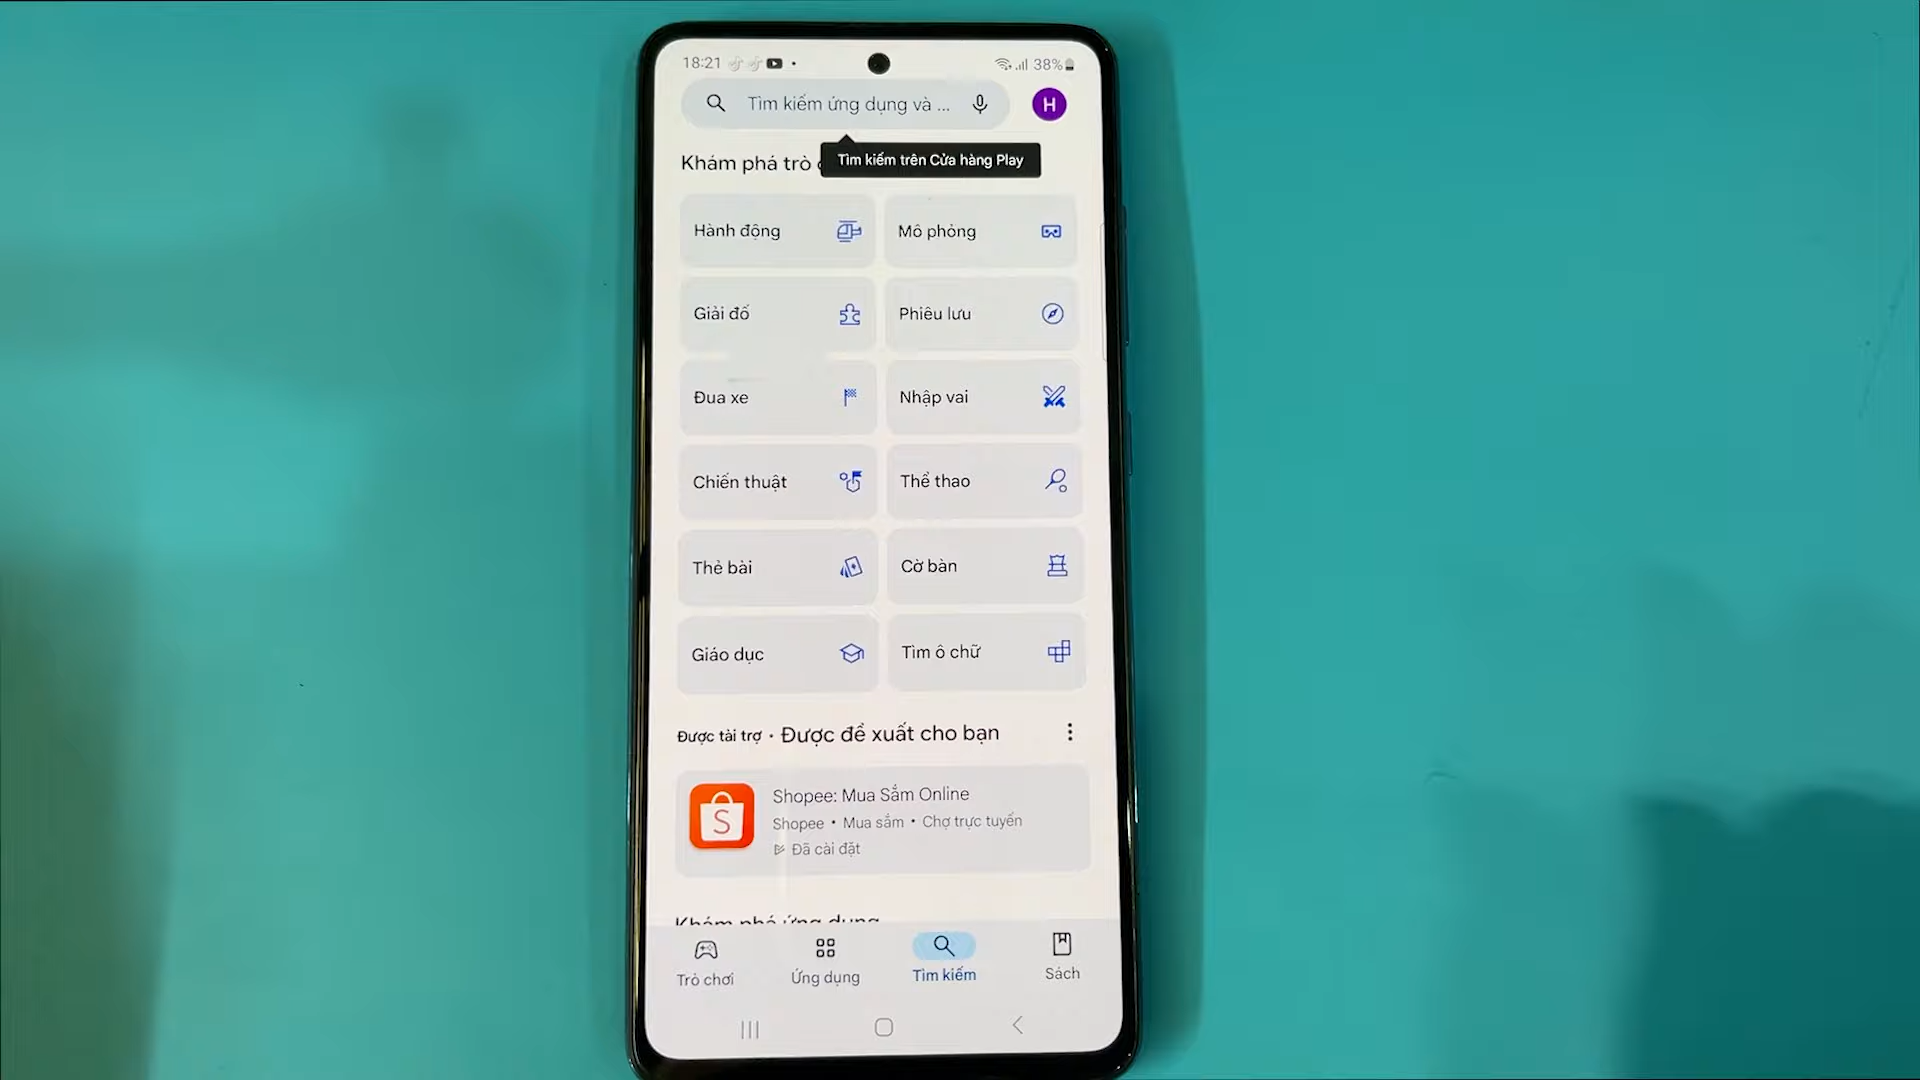 18:21
38%
Tìm kiếm ứng dụng và ...
H
Tìm kiếm trên Cửa hàng Play
Khám phá trò
Hành động
Mô phỏng
Giải đố
Phiêu lưu
Đua xe
Nhập vai
Chiến thuật
Thể thao
Thẻ bài
Cờ bàn
Giáo dục
Tìm ô chữ
Được tài trợ • Được đề xuất cho bạn
S
Shopee: Mua Sắm Online
Shopee • Mua sắm • Chợ trực tuyến
Đã cài đặt
Khám phá ứng dụng
Trò chơi
Ứng dụng
Tìm kiếm
Sách